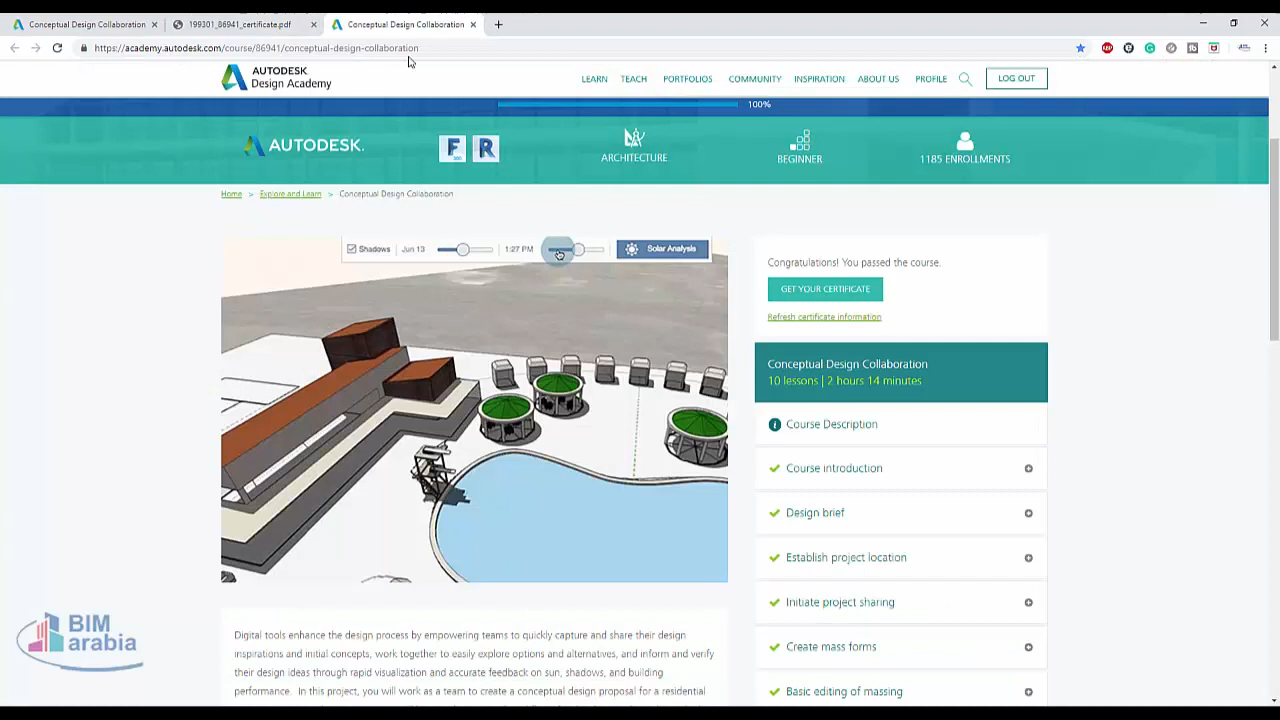 Conceptual Design Collaboration
199301_86941_certificate.pdf
Conceptual Design Collaboration
https://academy.autodesk.com/course/86941/conceptual-design-collaboration
AUTODESK
Design Academy
LEARN TEACH PORTFOLIOS COMMUNITY INSPIRATION ABOUT US PROFILE LOG OUT
100%
AUTODESK.
F R
ARCHITECTURE
BEGINNER
1185 ENROLLMENTS
Home > Explore and Learn > Conceptual Design Collaboration
Shadows Jun 13 1:27 PM Solar Analysis
Congratulations! You passed the course.
GET YOUR CERTIFICATE
Refresh certificate information
Conceptual Design Collaboration
10 lessons | 2 hours 14 minutes
Course Description
Course introduction
Design brief
Establish project location
Initiate project sharing
Create mass forms
Basic editing of massing
Digital tools enhance the design process by empowering teams to quickly capture and share their design
inspirations and initial concepts, work together to easily explore options and alternatives, and inform and verify
their design ideas through rapid visualization and accurate feedback on sun, shadows, and building
performance. In this project, you will work as a team to create a conceptual design proposal for a residential
BIM
arabia